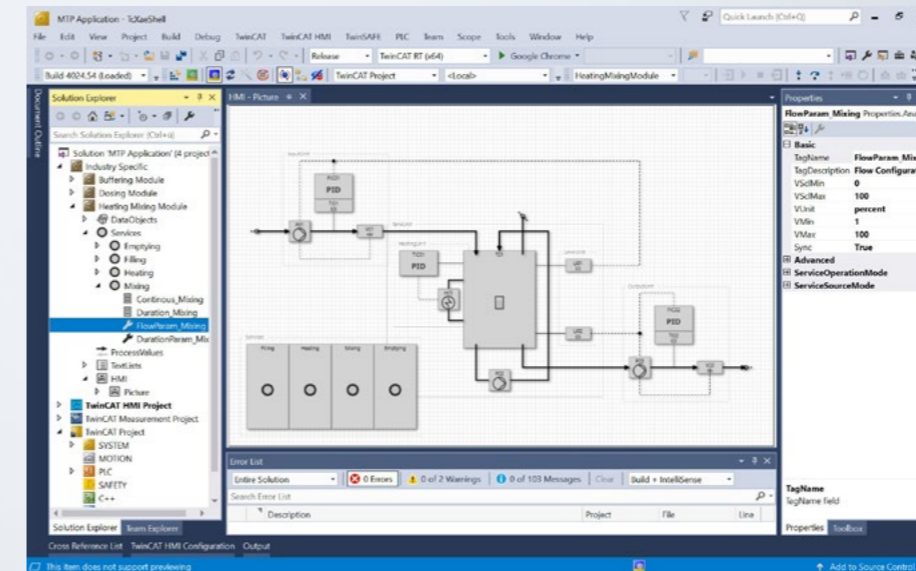 MTP Application - TcXaeShell
Quick Launch (Ctrl+Q)
File Edit View Project Build Debug TwinCAT TwinCAT HMI TwinSAFE PLC Team Scope Tools Window Help
Release TwinCAT RT (x64) Google Chrome
Build 4024.54 (Loaded) TwinCAT Project <Local> HeatingMixingModule
Document Outline
Solution Explorer
Search Solution Explorer (Ctrl+ü)
Solution 'MTP Application' (4 project
Industry Specific
Buffering Module
Dosing Module
Heating Mixing Module
DataObjects
Services
Emptying
Filling
Heating
Mixing
Continous_Mixing
Duration_Mixing
FlowParam_Mixing
DurationParam_Mix
ProcessValues
TextLists
HMI
Picture
TwinCAT HMI Project
TwinCAT Measurement Project
TwinCAT Project
SYSTEM
MOTION
PLC
SAFETY
C++
Solution Explorer Team Explorer
HMI - Picture
PID
PID
PID
Filling Heating Mixing Emptying
Error List
Entire Solution 0 Errors 0 of 2 Warnings 0 of 103 Messages Clear Build + IntelliSense
Search Error List
Description Project File Line
Properties
FlowParam_Mixing Properties.Ana
Basic
TagName FlowParam_Mix
TagDescription Flow Configurat
VSclMin 0
VSclMax 100
VUnit percent
VMin 1
VMax 100
Sync True
Advanced
ServiceOperationMode
ServiceSourceMode
TagName
TagName field
Properties Toolbox
Cross Reference List TwinCAT HMI Configuration Output
This item does not support previewing
Add to Source Control